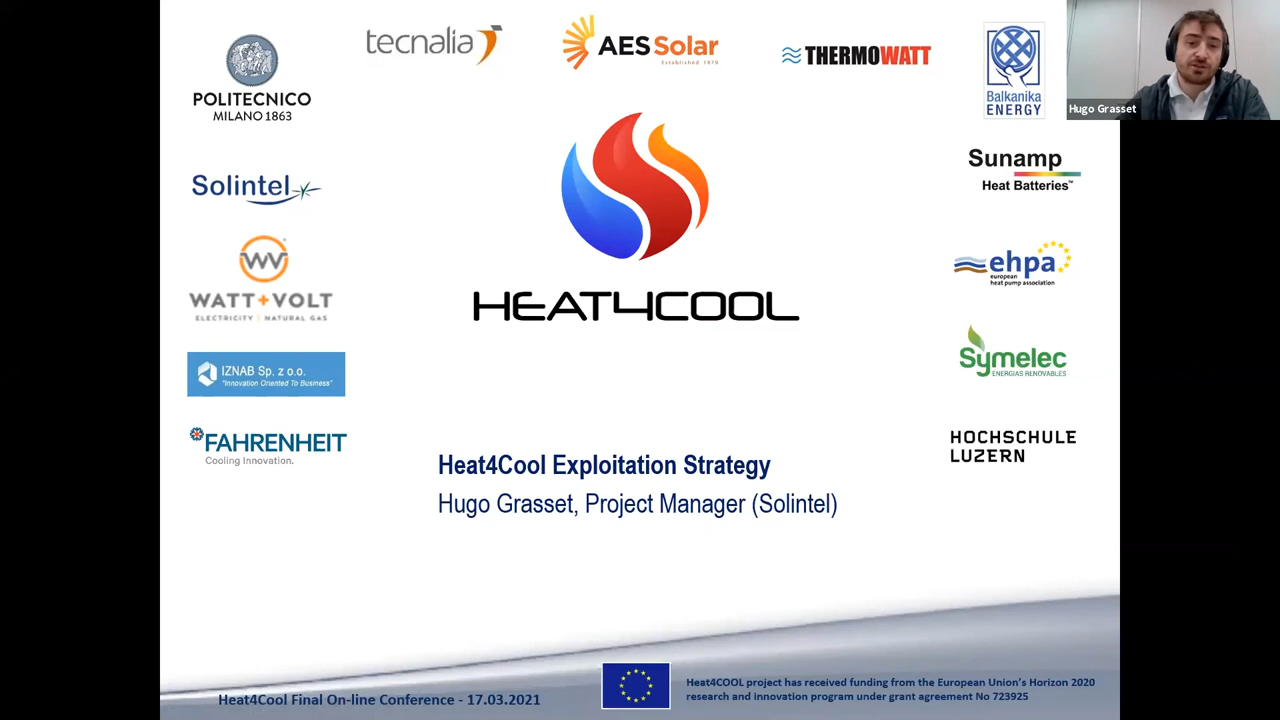 POLITECNICO
MILANO 1863
tecnalia
AES Solar
Established 1979
THERMOWATT
Balkanika
ENERGY
Hugo Grasset
Solintel
Sunamp
Heat Batteries™
WV
WATT+VOLT
ELECTRICITY | NATURAL GAS
HEAT4COOL
ehpa
european
heat pump association
IZNAB Sp. z o.o.
"Innovation Oriented To Business"
Symelec
ENERGIAS RENOVABLES
FAHRENHEIT
Cooling Innovation.
HOCHSCHULE
LUZERN
Heat4Cool Exploitation Strategy
Hugo Grasset, Project Manager (Solintel)
Heat4Cool Final On-line Conference - 17.03.2021
Heat4COOL project has received funding from the European Union's Horizon 2020
research and innovation program under grant agreement No 723925